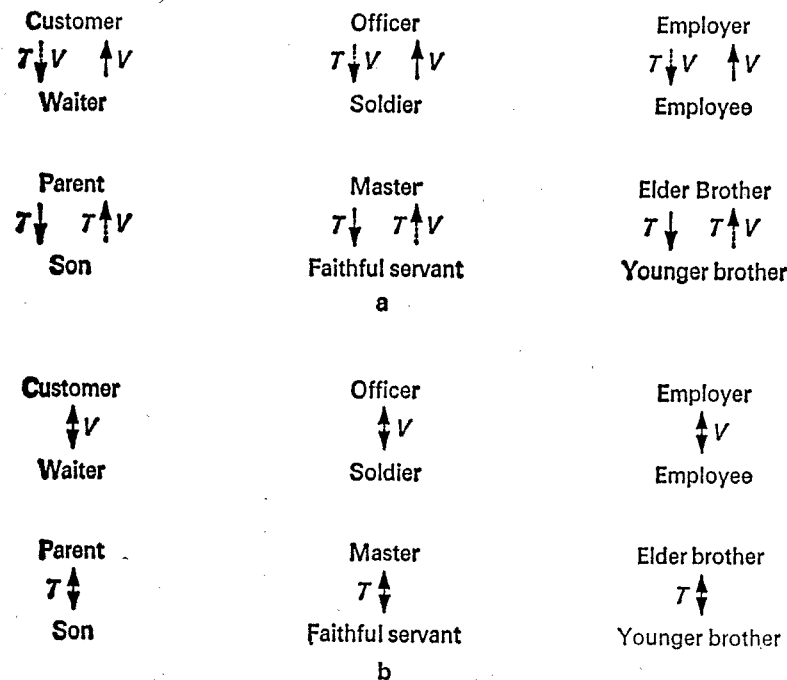 Customer Officer Employer
T V V T V V T V V
Waiter Soldier Employee
Parent Master Elder Brother
T T V T T V T T V
Son Faithful servant Younger brother
a
Customer Officer Employer
V V V
Waiter Soldier Employee
Parent Master Elder brother
T T T
Son Faithful servant Younger brother
b